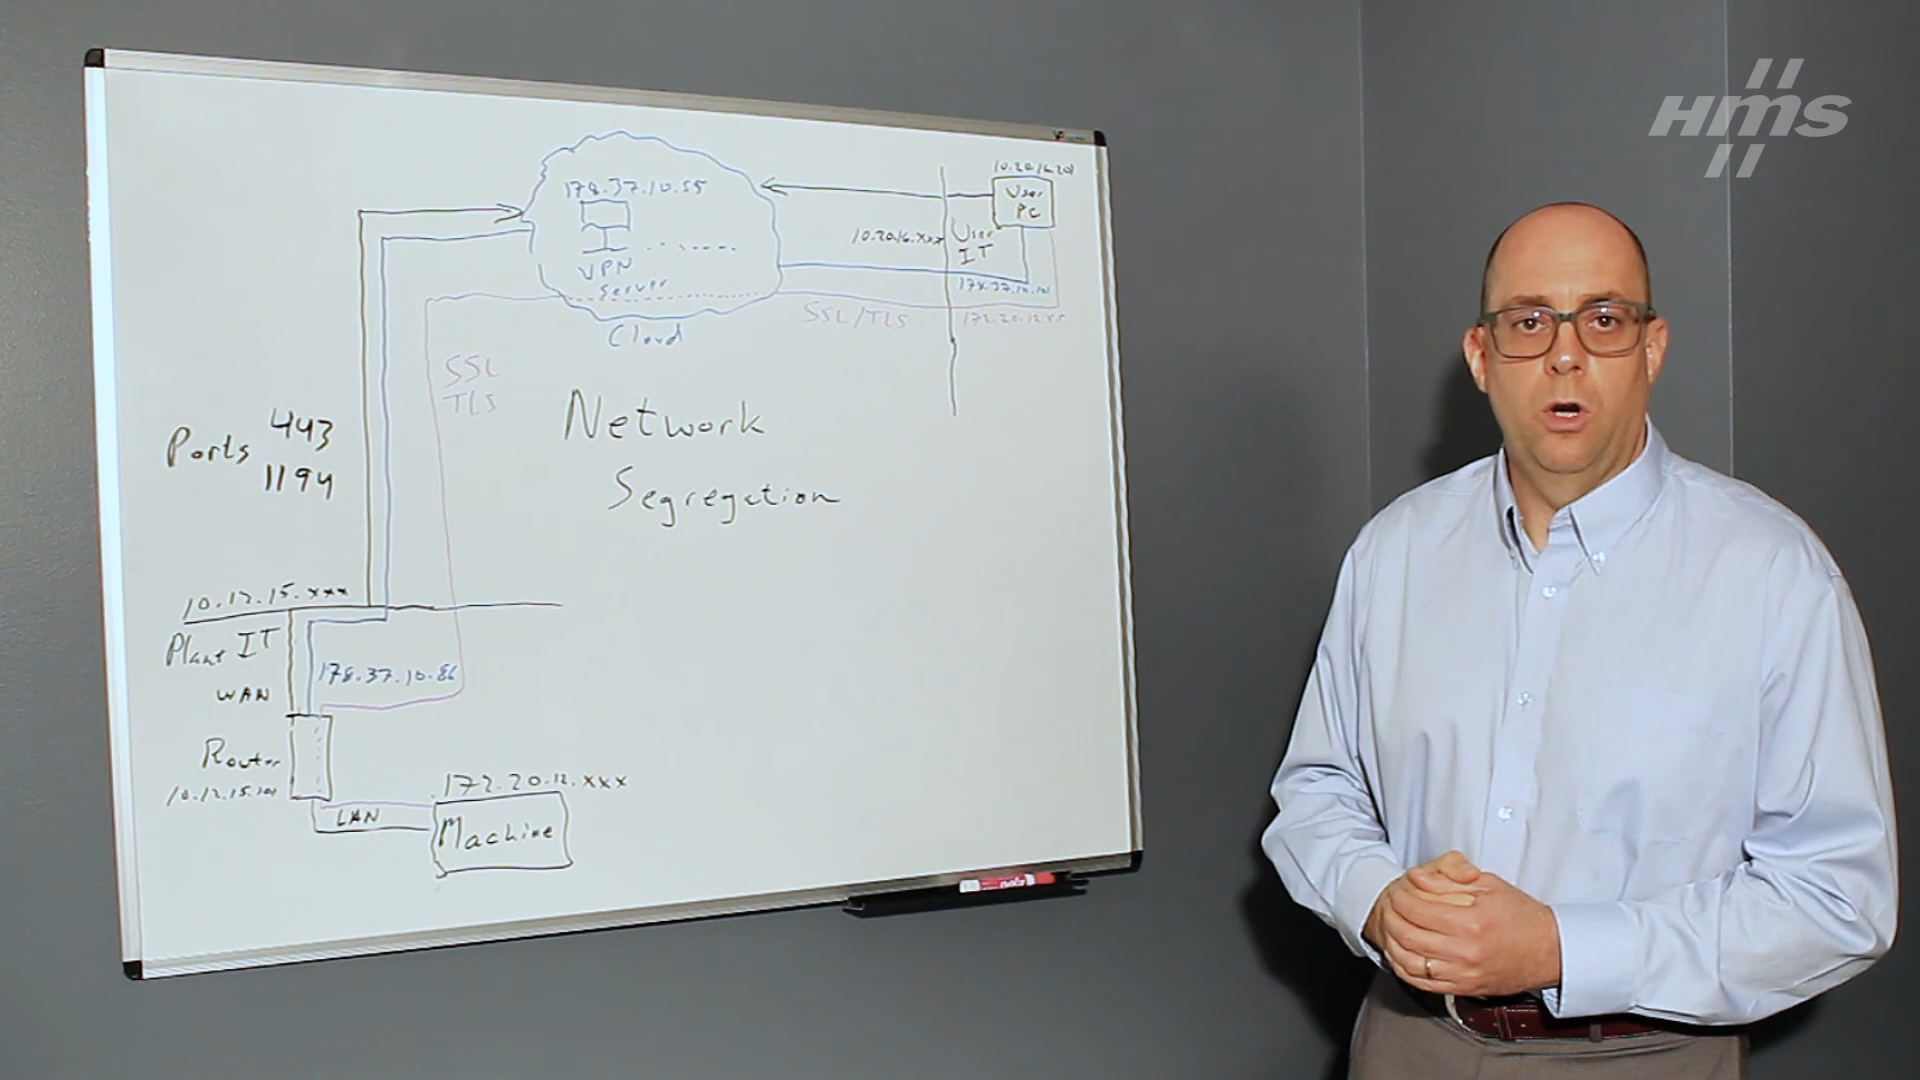 HMS
10.20.16.201
User
PC
178.37.10.55
VPN
Server
Cloud
10.20.16.xxx
User
IT
178.37.10.101
SSL/TLS
172.20.12.55
SSL
TLS
Network
Segregation
Ports 443
1194
10.12.15.xxx
Plant IT
178.37.10.86
WAN
Router
10.12.15.101
172.20.12.xxx
LAN
Machine